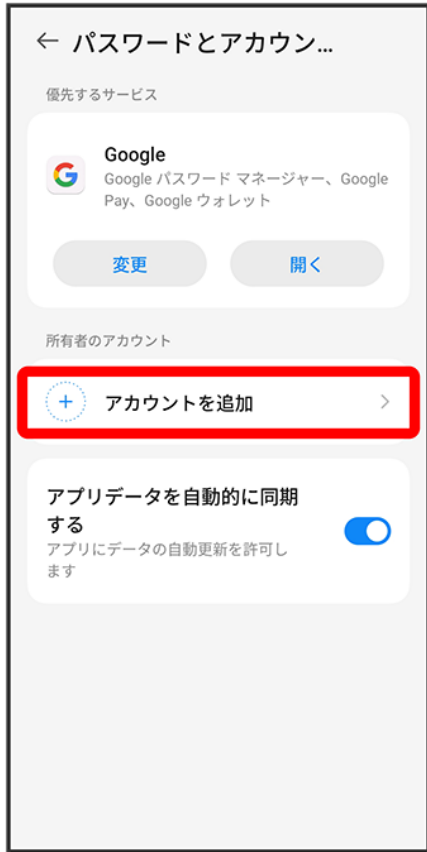 パスワードとアカウン...
優先するサービス
Google
Google パスワード マネージャー、Google
Pay、Google ウォレット
変更
開く
所有者のアカウント
アカウントを追加
アプリデータを自動的に同期
する
アプリにデータの自動更新を許可し
ます